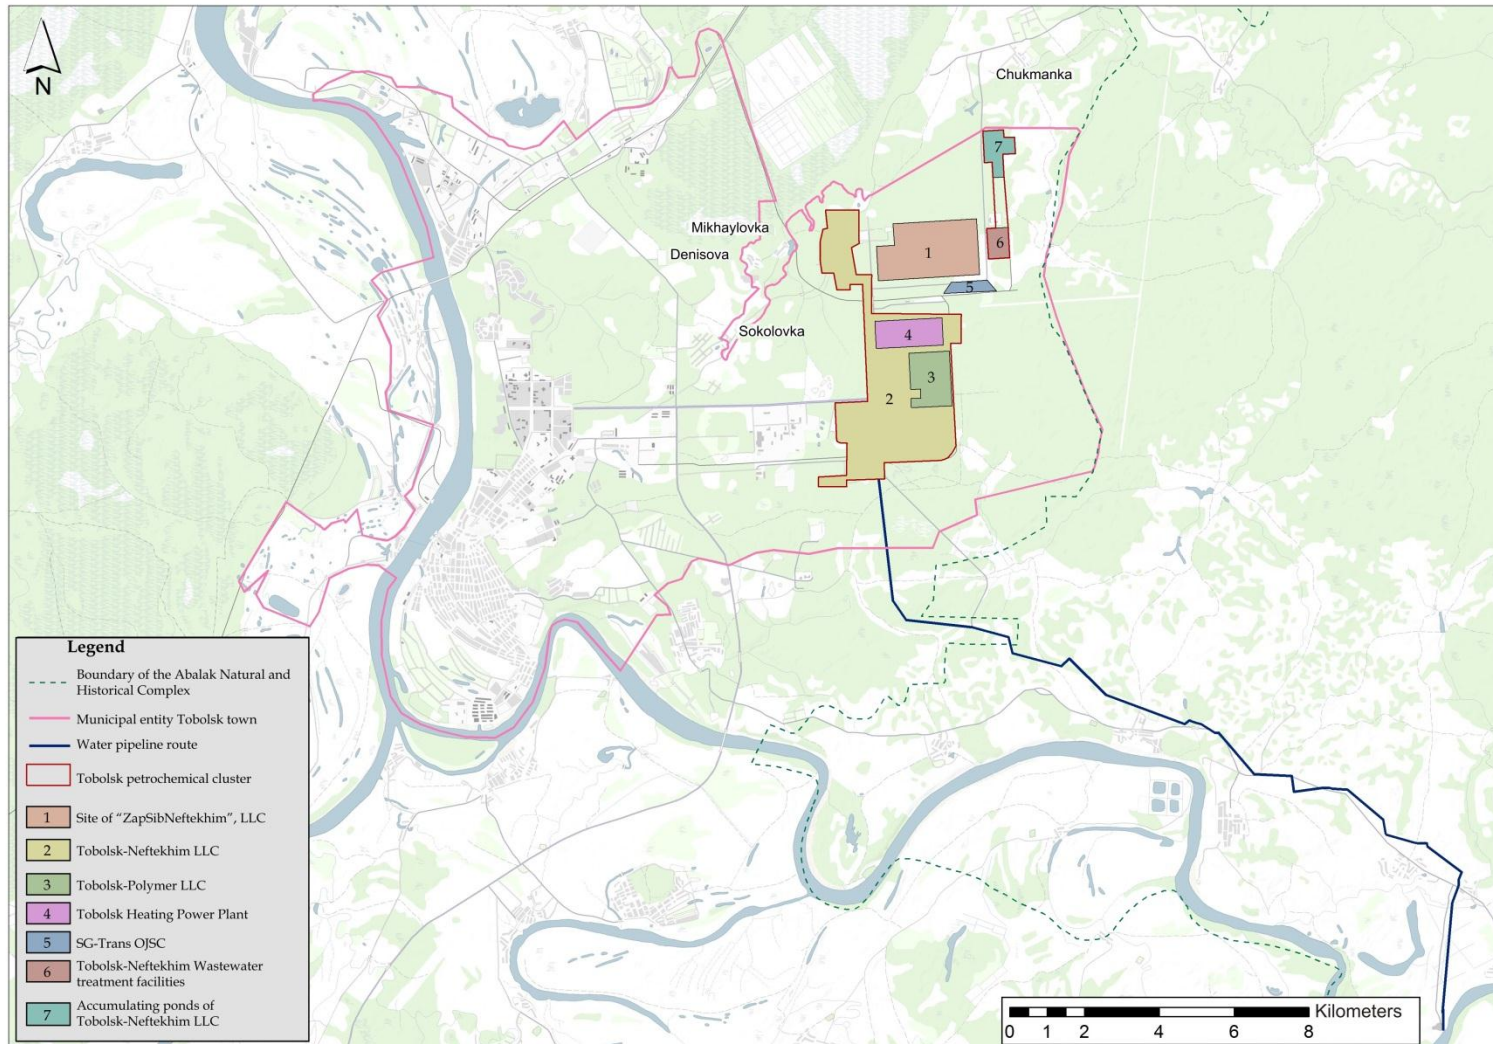 N
Chukmanka
7
Mikhaylovka
1
6
Denisova
5
Sokolovka
4
3
2
Legend
Boundary of the Abalak Natural and
Historical Complex
Municipal entity Tobolsk town
Water pipeline route
Tobolsk petrochemical cluster
1 Site of "ZapSibNeftekhim", LLC
2 Tobolsk-Neftekhim LLC
3 Tobolsk-Polymer LLC
4 Tobolsk Heating Power Plant
5 SG-Trans OJSC
6 Tobolsk-Neftekhim Wastewater
treatment facilities
7 Accumulating ponds of
Tobolsk-Neftekhim LLC
Kilometers
0 1 2 4 6 8